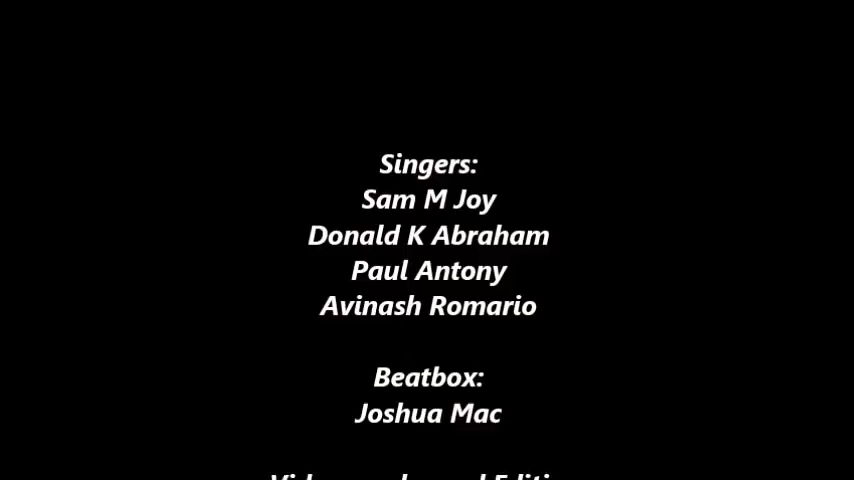 Singers:
Sam M Joy
Donald K Abraham
Paul Antony
Avinash Romario
Beatbox:
Joshua Mac